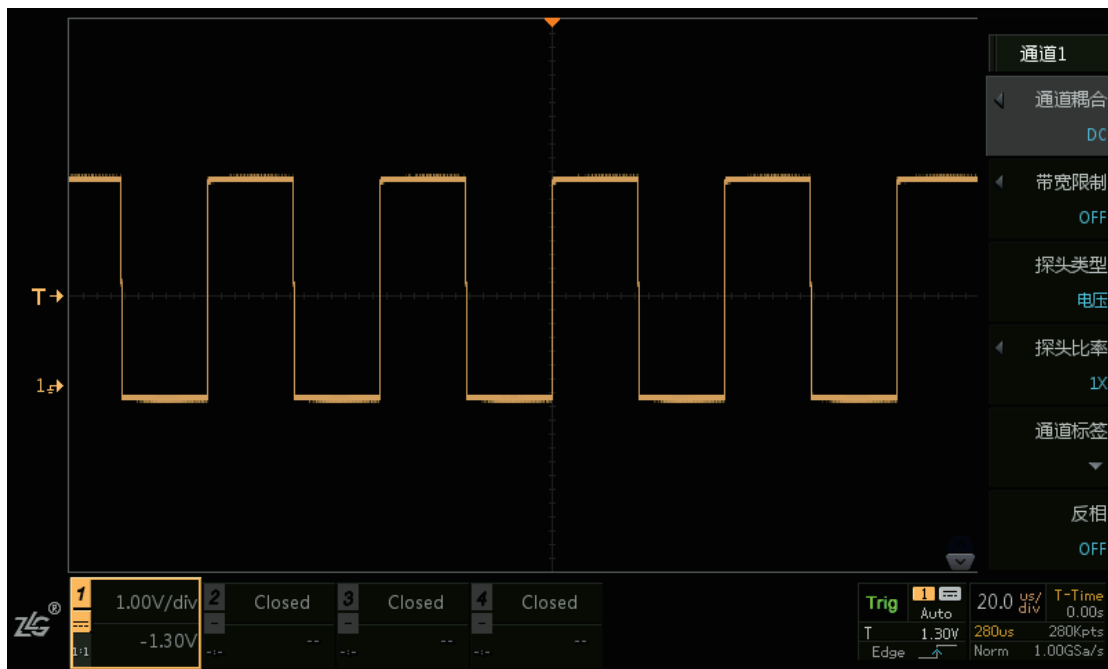 通道1
通道耦合
DC
带宽限制
OFF
探头类型
电压
探头比率
1X
通道标签
反相
OFF
T
1
ZLG®
1
1:1
1.00V/div
-1.30V
2
Closed
--
-:-
3
Closed
--
-:-
4
Closed
--
-:-
Trig
1
Auto
T 1.30V
Edge
20.0 us/div
T-Time
0.00s
280us 280Kpts
Norm 1.00GSa/s